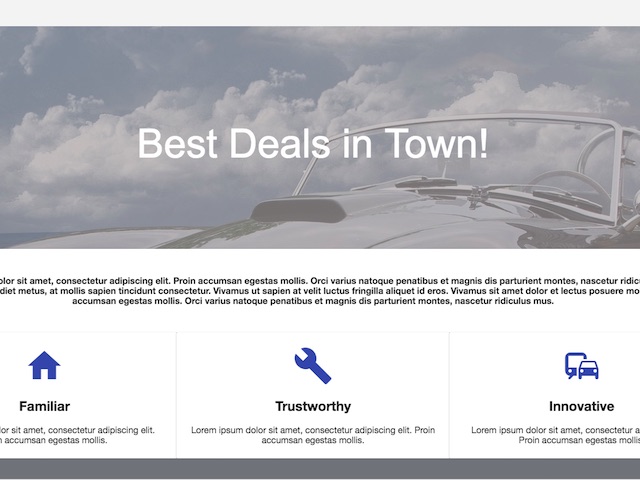 Best Deals in Town!
olor sit amet, consectetur adipiscing elit. Proin accumsan egestas mollis. Orci varius natoque penatibus et magnis dis parturient montes, nascetur ridicu
diet metus, at mollis sapien tincidunt consectetur. Vivamus ut sapien at velit luctus fringilla aliquet id eros. Vivamus sit amet dolor et lectus posuere mo
accumsan egestas mollis. Orci varius natoque penatibus et magnis dis parturient montes, nascetur ridiculus mus.
Familiar
lor sit amet, consectetur adipiscing elit.
n accumsan egestas mollis.
Trustworthy
Lorem ipsum dolor sit amet, consectetur adipiscing elit. Proin
accumsan egestas mollis.
Innovative
Lorem ipsum dolor sit amet, consectetur a
Proin accumsan egestas mollis